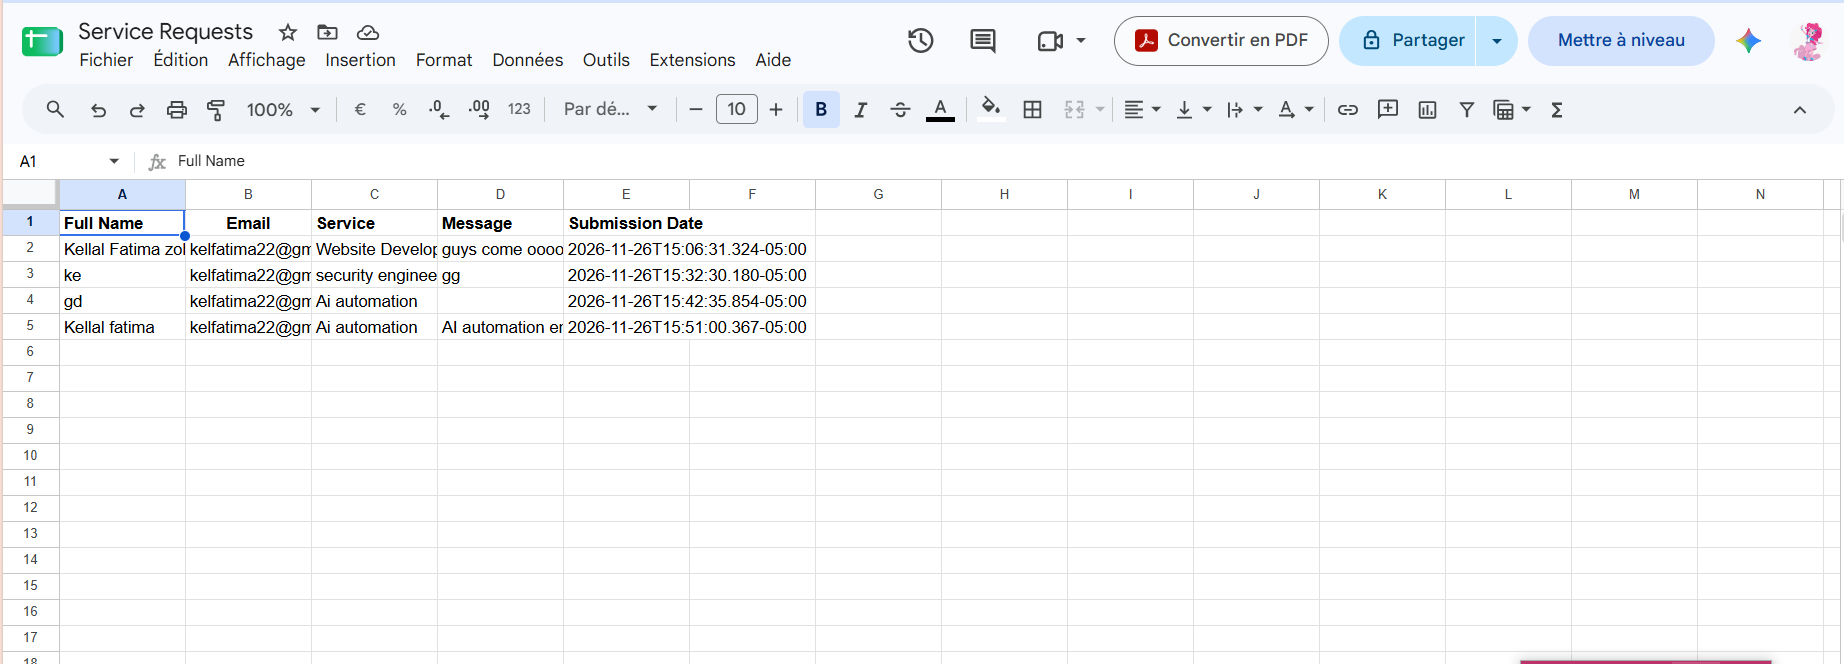 Service Requests
Fichier Édition Affichage Insertion Format Données Outils Extensions Aide
Convertir en PDF
Partager
Mettre à niveau
100% € % .0 .00 123 Par dé... 10 B I S A
A1 fx Full Name
A B C D E F G H I J K L M N
1 Full Name Email Service Message Submission Date
2 Kellal Fatima zol kelfatima22@gm Website Develop guys come oooo 2026-11-26T15:06:31.324-05:00
3 ke kelfatima22@gm security enginee gg 2026-11-26T15:32:30.180-05:00
4 gd kelfatima22@gm Ai automation 2026-11-26T15:42:35.854-05:00
5 Kellal fatima kelfatima22@gm Ai automation AI automation en 2026-11-26T15:51:00.367-05:00
6
7
8
9
10
11
12
13
14
15
16
17
18